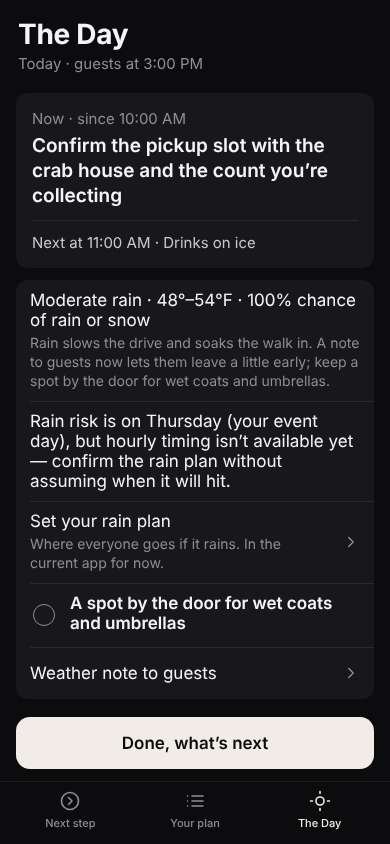 The Day
Today · guests at 3:00 PM
Now · since 10:00 AM
Confirm the pickup slot with the
crab house and the count you’re
collecting
Next at 11:00 AM · Drinks on ice
Moderate rain · 48°–54°F · 100% chance
of rain or snow
Rain slows the drive and soaks the walk in. A note
to guests now lets them leave a little early; keep a
spot by the door for wet coats and umbrellas.
Rain risk is on Thursday (your event
day), but hourly timing isn’t available yet
— confirm the rain plan without
assuming when it will hit.
Set your rain plan
Where everyone goes if it rains. In the
current app for now.
A spot by the door for wet coats
and umbrellas
Weather note to guests
Done, what’s next
Next step
Your plan
The Day